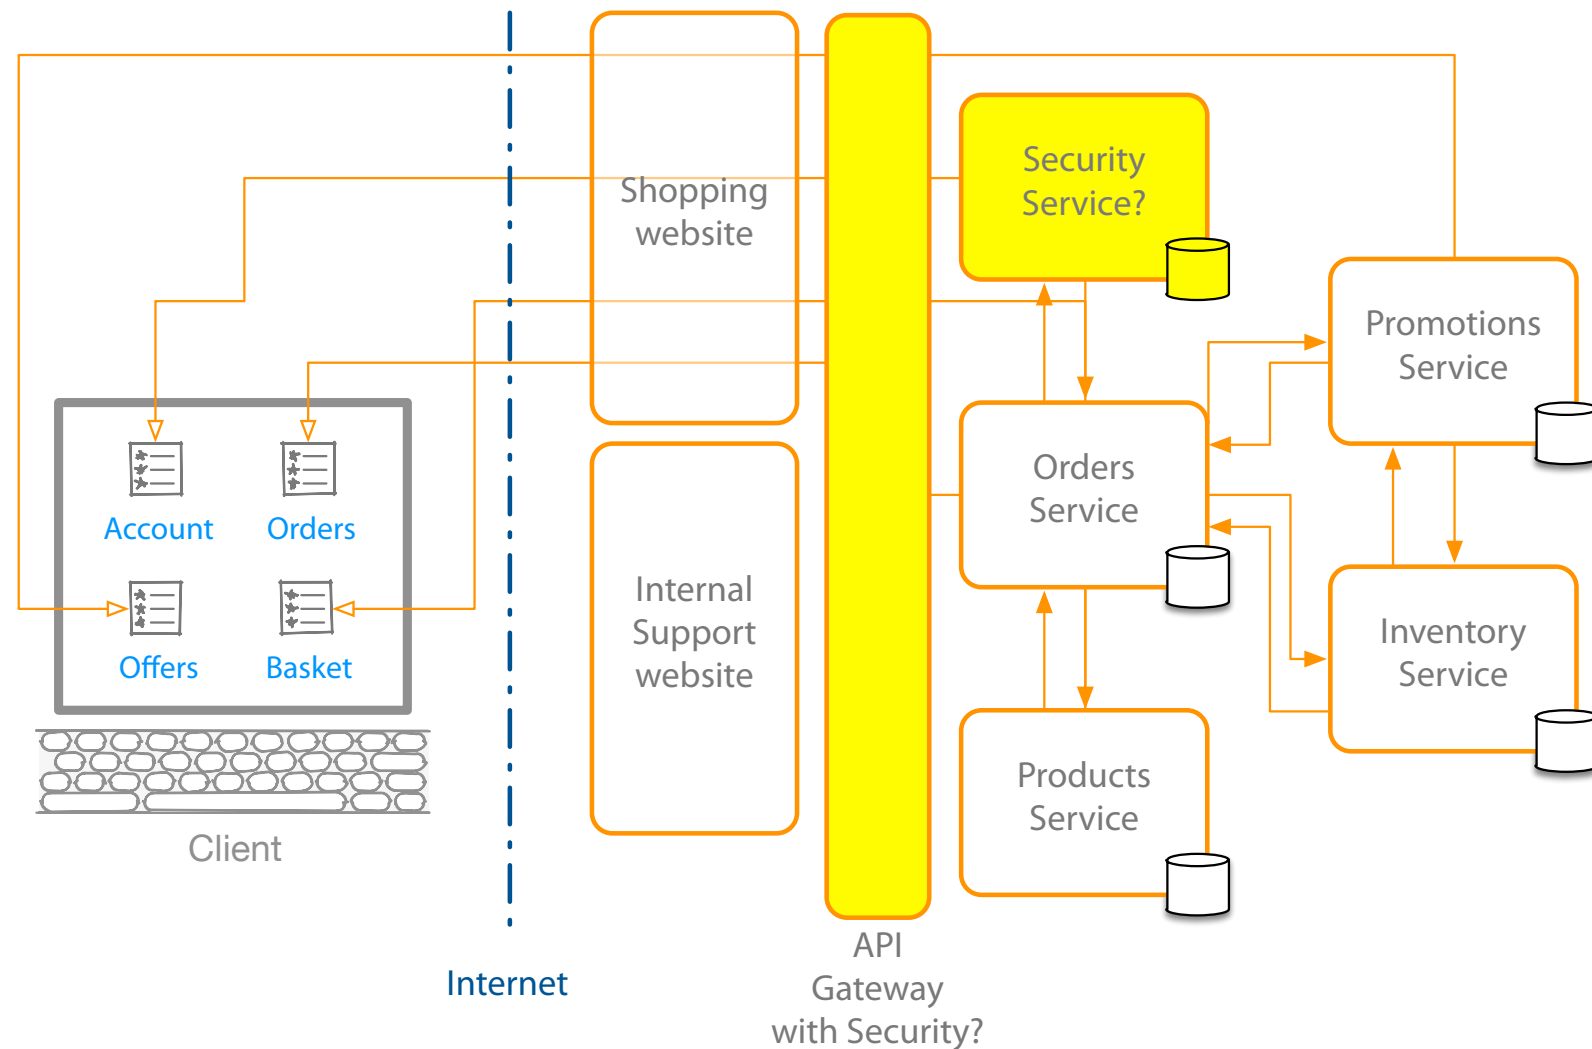 Shopping
website
Security
Service?
Promotions
Service
Account
Orders
Offers
Basket
Orders
Service
Internal
Support
website
Inventory
Service
Products
Service
Client
Internet
API
Gateway
with Security?